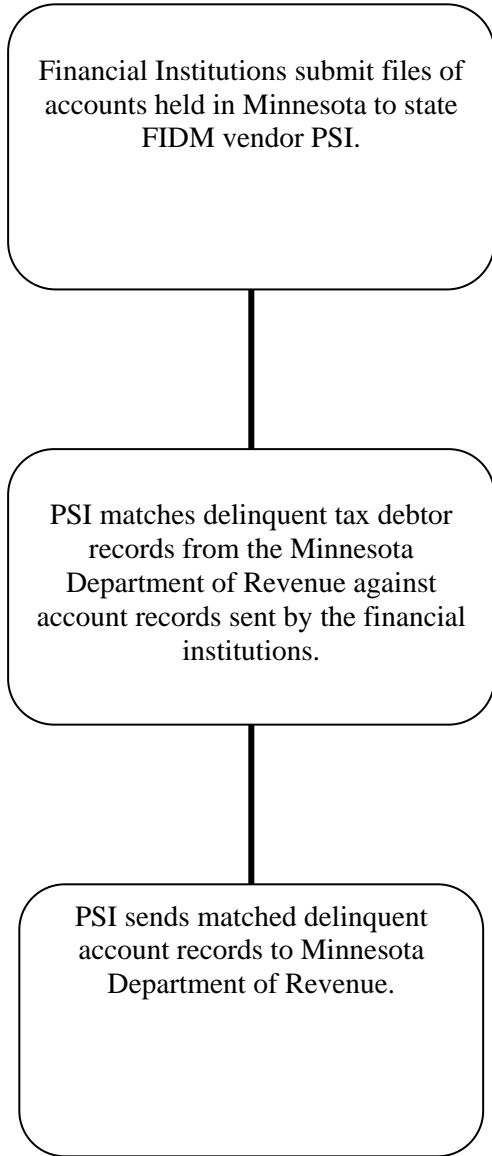 Financial Institutions submit files of
accounts held in Minnesota to state
FIDM vendor PSI.
PSI matches delinquent tax debtor
records from the Minnesota
Department of Revenue against
account records sent by the financial
institutions.
PSI sends matched delinquent
account records to Minnesota
Department of Revenue.